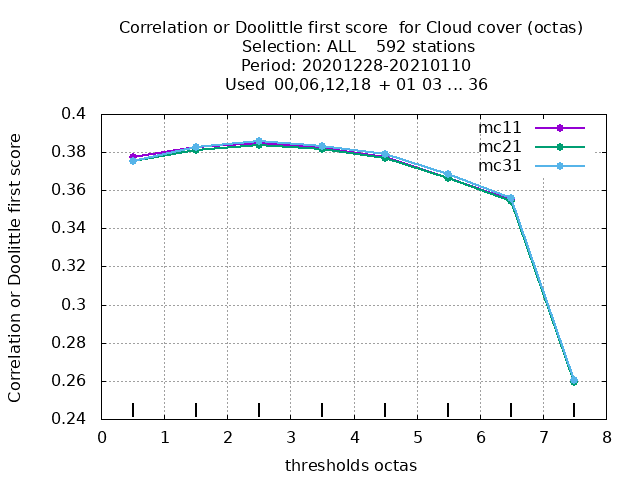 Correlation or Doolittle first score  for Cloud cover (octas)
Selection: ALL    592 stations
Period: 20201228-20210110
Used  00,06,12,18  + 01 03 ... 36
Correlation or Doolittle first score
0.4
0.38
0.36
0.34
0.32
0.3
0.28
0.26
0.24
mc11
mc21
mc31
0 1 2 3 4 5 6 7 8
thresholds octas